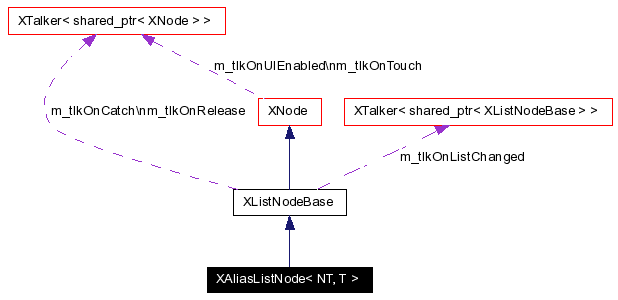 XTalker< shared_ptr< XNode > >
m_tlkOnUIEnabled\nm_tlkOnTouch
m_tlkOnCatch\nm_tlkOnRelease
XNode
XTalker< shared_ptr< XListNodeBase > >
m_tlkOnListChanged
XListNodeBase
XAliasListNode< NT, T >